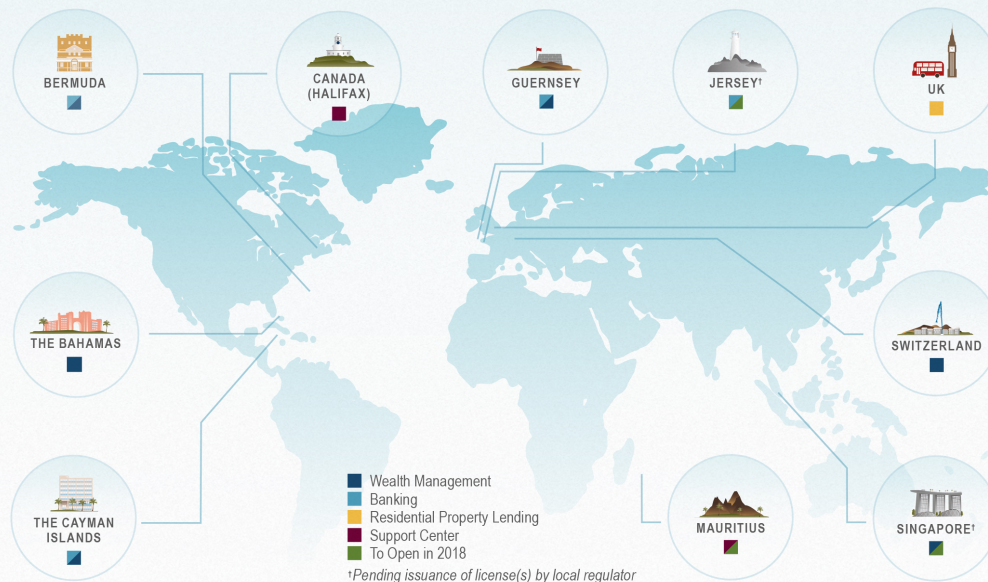 BERMUDA
CANADA
(HALIFAX)
GUERNSEY
JERSEY†
UK
THE BAHAMAS
SWITZERLAND
THE CAYMAN
ISLANDS
Wealth Management
Banking
Residential Property Lending
Support Center
To Open in 2018
†Pending issuance of license(s) by local regulator
MAURITIUS
SINGAPORE†